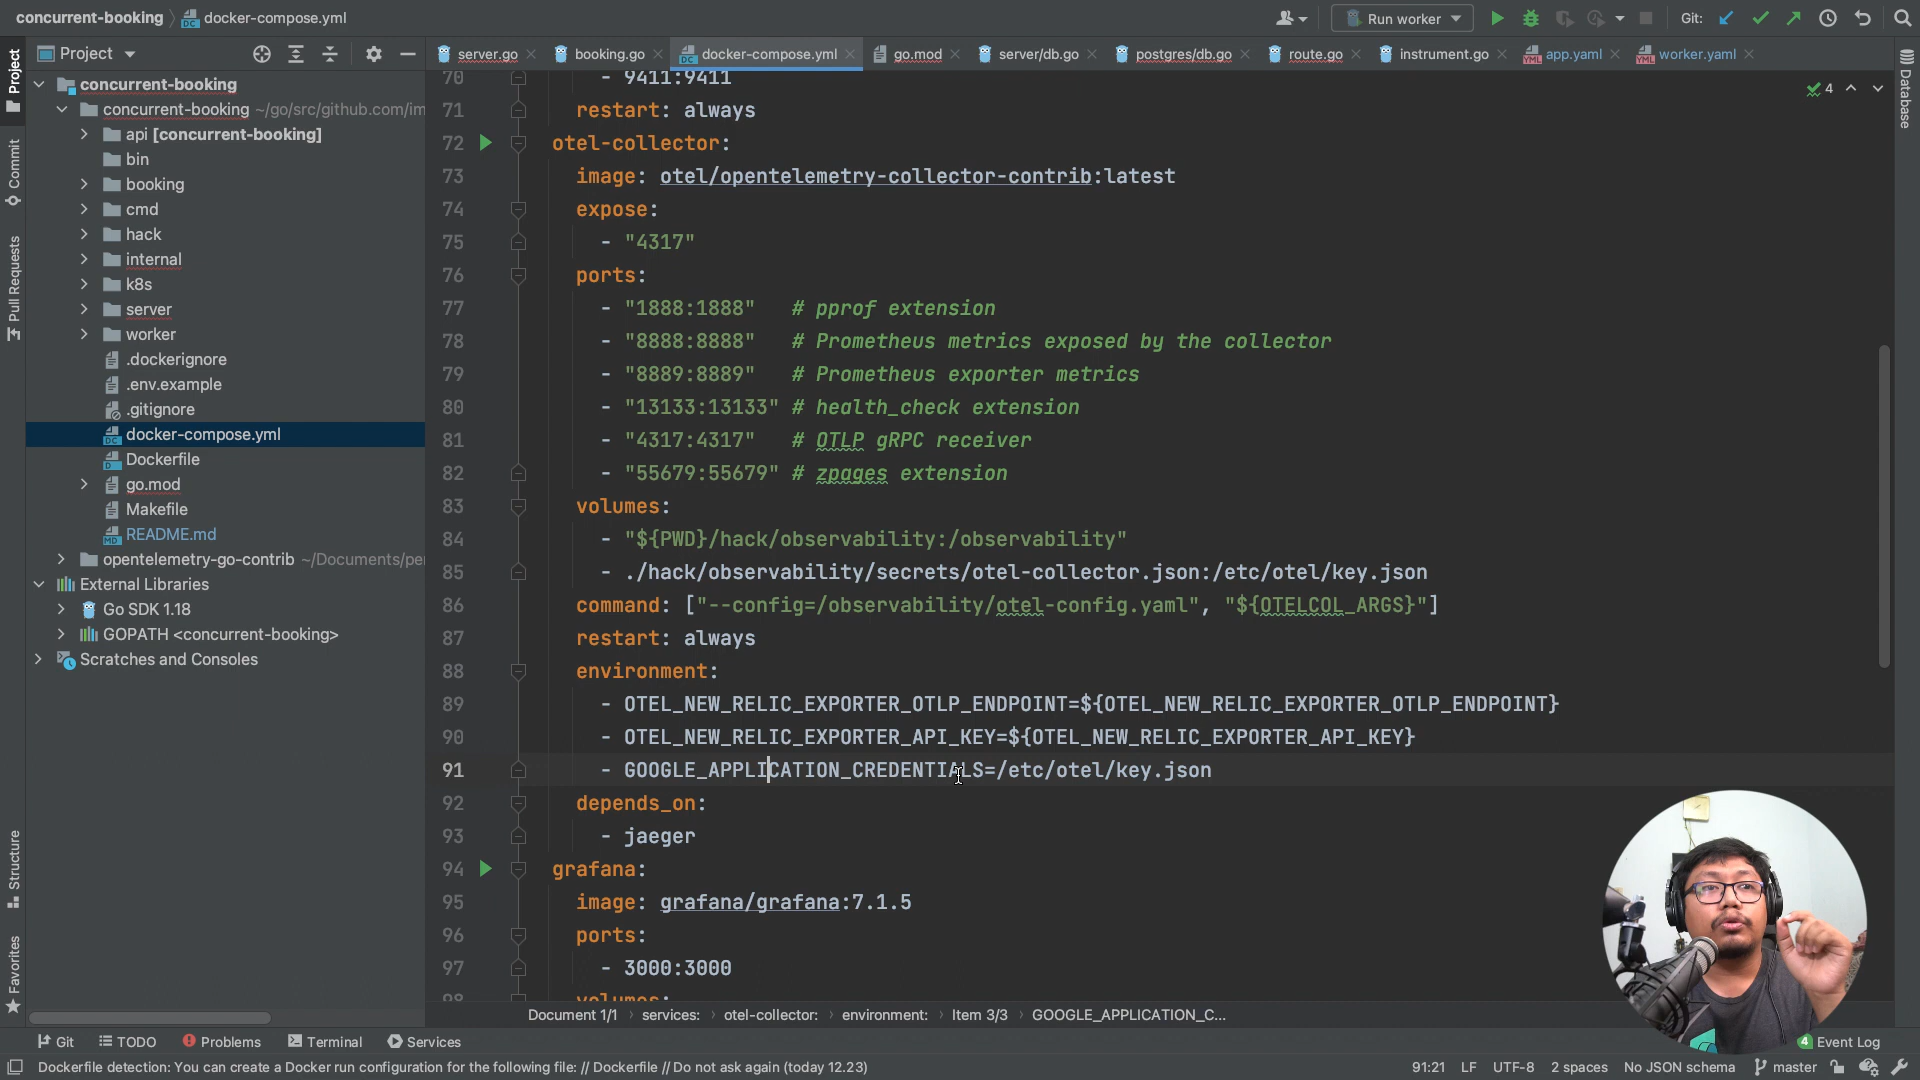 concurrent-booking
docker-compose.yml
Run worker
Git:
Project
server.go
booking.go
docker-compose.yml
go.mod
server/db.go
postgres/db.go
route.go
instrument.go
app.yaml
worker.yaml
Project
Commit
Pull Requests
Structure
Favorites
Database
concurrent-booking
concurrent-booking ~/go/src/github.com/im
api [concurrent-booking]
bin
booking
cmd
hack
internal
k8s
server
worker
.dockerignore
.env.example
.gitignore
docker-compose.yml
Dockerfile
go.mod
Makefile
README.md
opentelemetry-go-contrib ~/Documents/pe
External Libraries
Go SDK 1.18
GOPATH <concurrent-booking>
Scratches and Consoles
4
70 - 9411:9411
71 restart: always
72 otel-collector:
73 image: otel/opentelemetry-collector-contrib:latest
74 expose:
75 - "4317"
76 ports:
77 - "1888:1888" # pprof extension
78 - "8888:8888" # Prometheus metrics exposed by the collector
79 - "8889:8889" # Prometheus exporter metrics
80 - "13133:13133" # health_check extension
81 - "4317:4317" # OTLP gRPC receiver
82 - "55679:55679" # zpages extension
83 volumes:
84 - "${PWD}/hack/observability:/observability"
85 - ./hack/observability/secrets/otel-collector.json:/etc/otel/key.json
86 command: ["--config=/observability/otel-config.yaml", "${OTELCOL_ARGS}"]
87 restart: always
88 environment:
89 - OTEL_NEW_RELIC_EXPORTER_OTLP_ENDPOINT=${OTEL_NEW_RELIC_EXPORTER_OTLP_ENDPOINT}
90 - OTEL_NEW_RELIC_EXPORTER_API_KEY=${OTEL_NEW_RELIC_EXPORTER_API_KEY}
91 - GOOGLE_APPLICATION_CREDENTIALS=/etc/otel/key.json
92 depends_on:
93 - jaeger
94 grafana:
95 image: grafana/grafana:7.1.5
96 ports:
97 - 3000:3000
98 volumes:
Document 1/1 › services: › otel-collector: › environment: › Item 3/3 › GOOGLE_APPLICATION_C...
Git
TODO
Problems
Terminal
Services
4 Event Log
Dockerfile detection: You can create a Docker run configuration for the following file: // Dockerfile // Do not ask again (today 12.23)
91:21
LF
UTF-8
2 spaces
No JSON schema
master